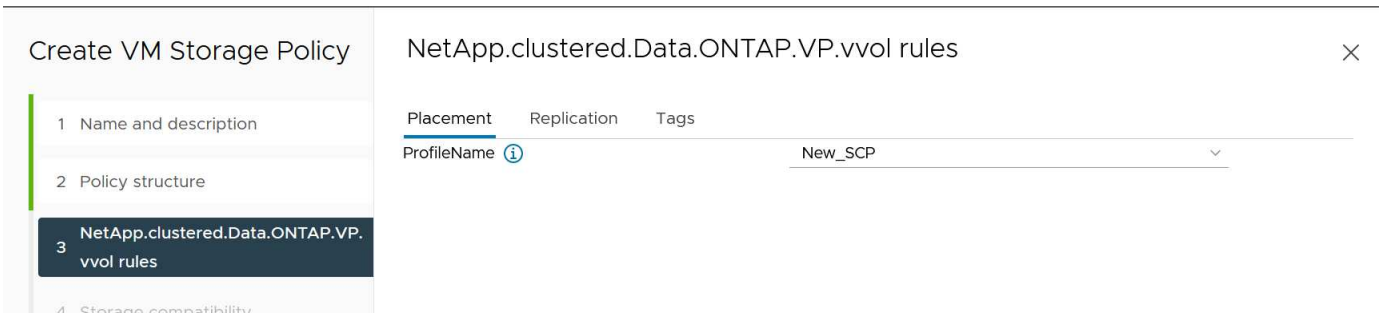 Create VM Storage Policy
1 Name and description
2 Policy structure
3 NetApp.clustered.Data.ONTAP.VP.
vvol rules
4 Storage compatibility
NetApp.clustered.Data.ONTAP.VP.vvol rules
Placement Replication Tags
ProfileName New_SCP